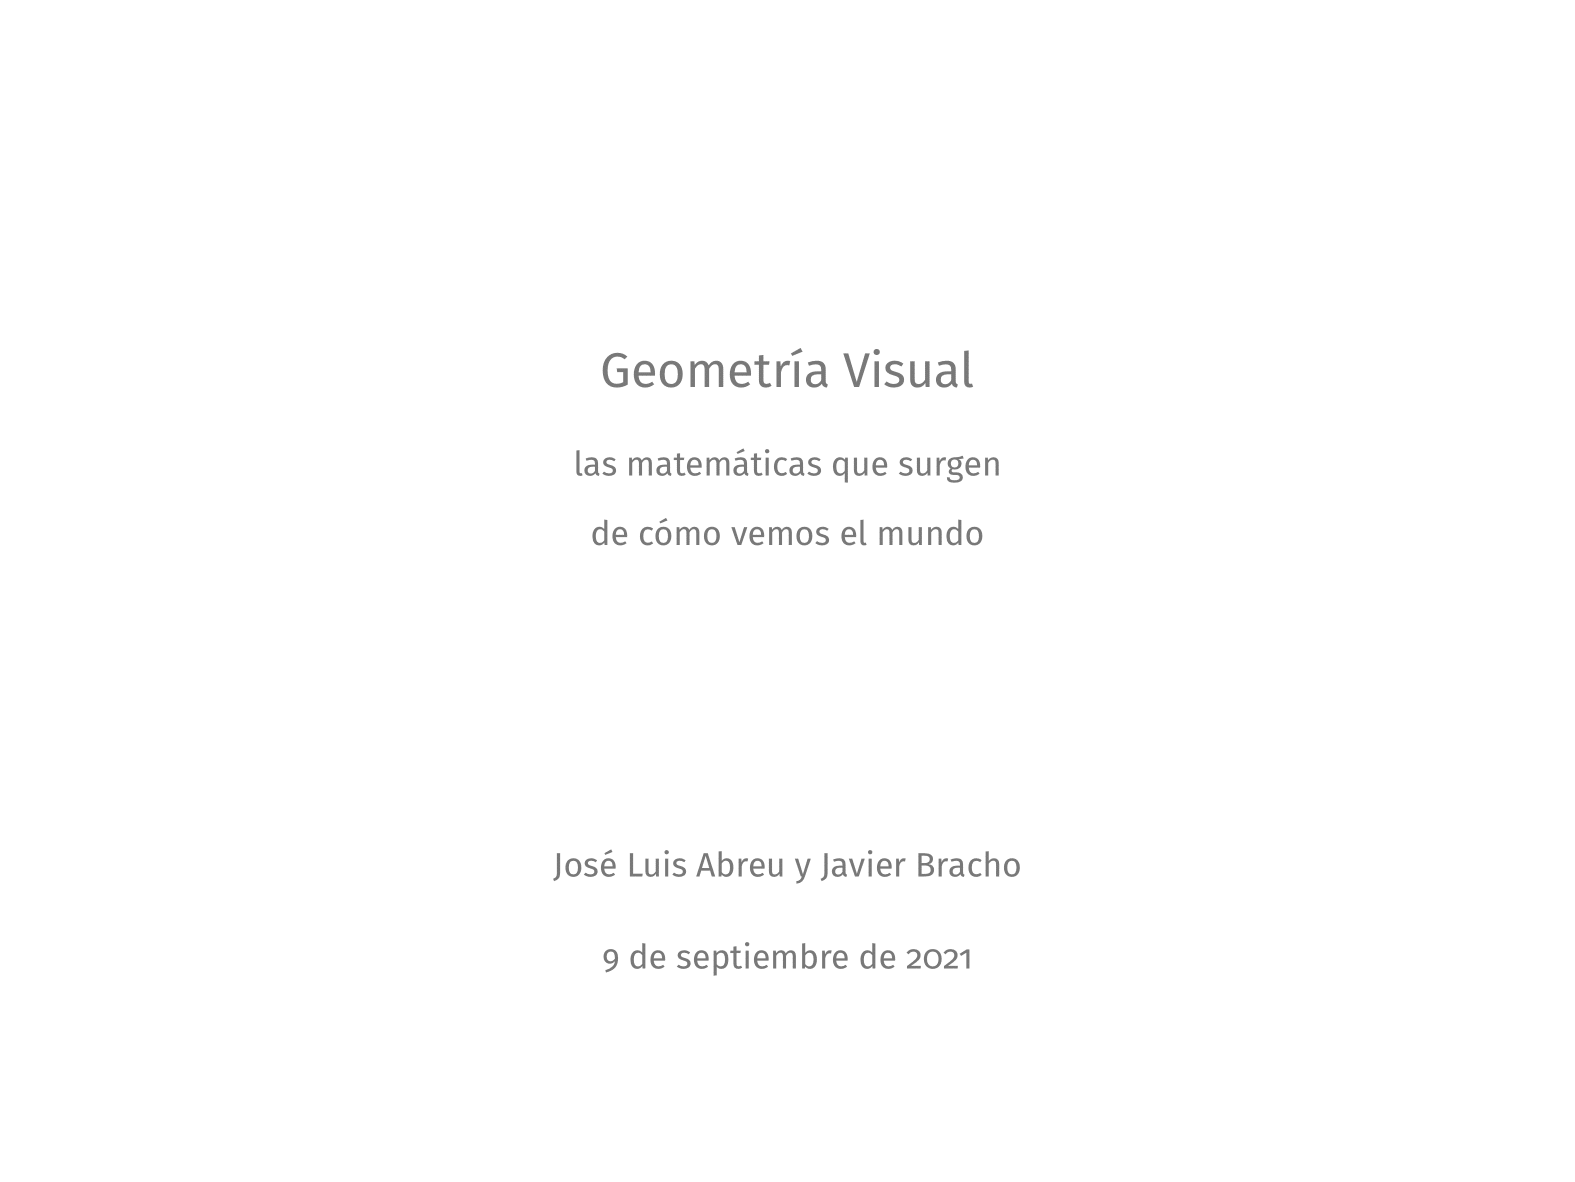 Geometría Visual
las matemáticas que surgen
de cómo vemos el mundo
José Luis Abreu y Javier Bracho
9 de septiembre de 2021